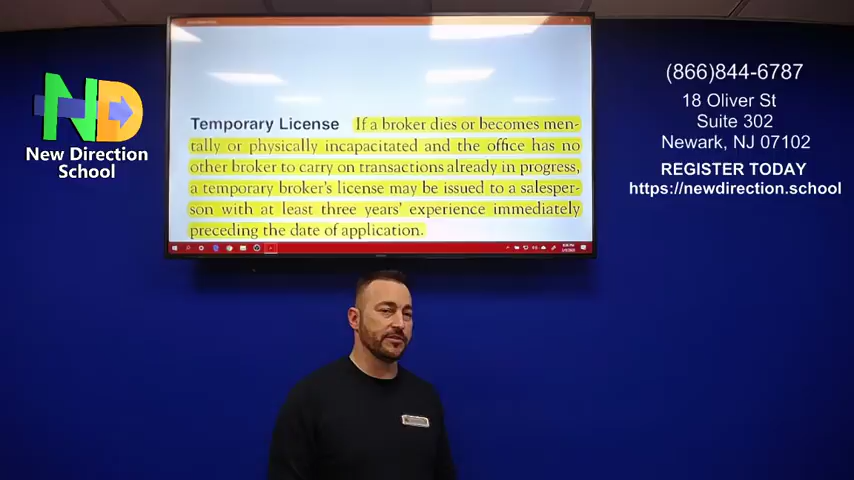 ND
New Direction
School
Temporary License If a broker dies or becomes men-
tally or physically incapacitated and the office has no
other broker to carry on transactions already in progress,
a temporary broker's license may be issued to a salesper-
son with at least three years' experience immediately
preceding the date of application.
(866)844-6787
18 Oliver St
Suite 302
Newark, NJ 07102
REGISTER TODAY
https://newdirection.school